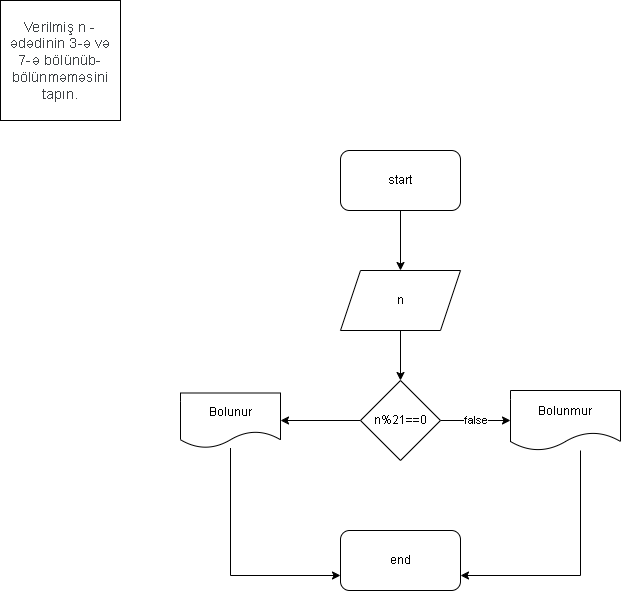 Verilmiş n -
ədədinin 3-ə və
7-ə bölünüb-
bölünməməsini
tapın.
start
n
Bolunur
n%21==0
false
Bolunmur
end